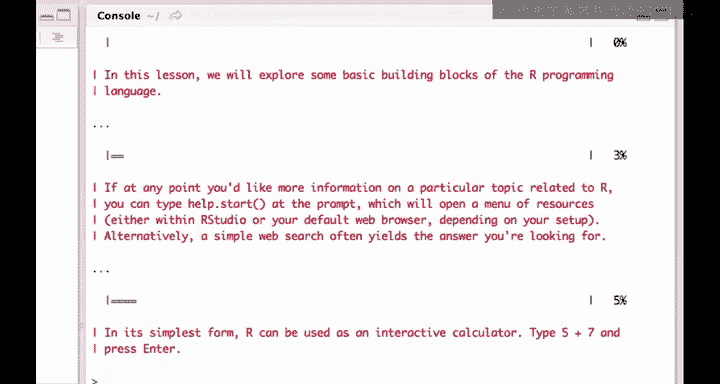 Console ~/
| | 0%
| In this lesson, we will explore some basic building blocks of the R programming
| language.
...
|== | 3%
| If at any point you'd like more information on a particular topic related to R,
| you can type help.start() at the prompt, which will open a menu of resources
| (either within RStudio or your default web browser, depending on your setup).
| Alternatively, a simple web search often yields the answer you're looking for.
...
|==== | 5%
| In its simplest form, R can be used as an interactive calculator. Type 5 + 7 and
| press Enter.
>